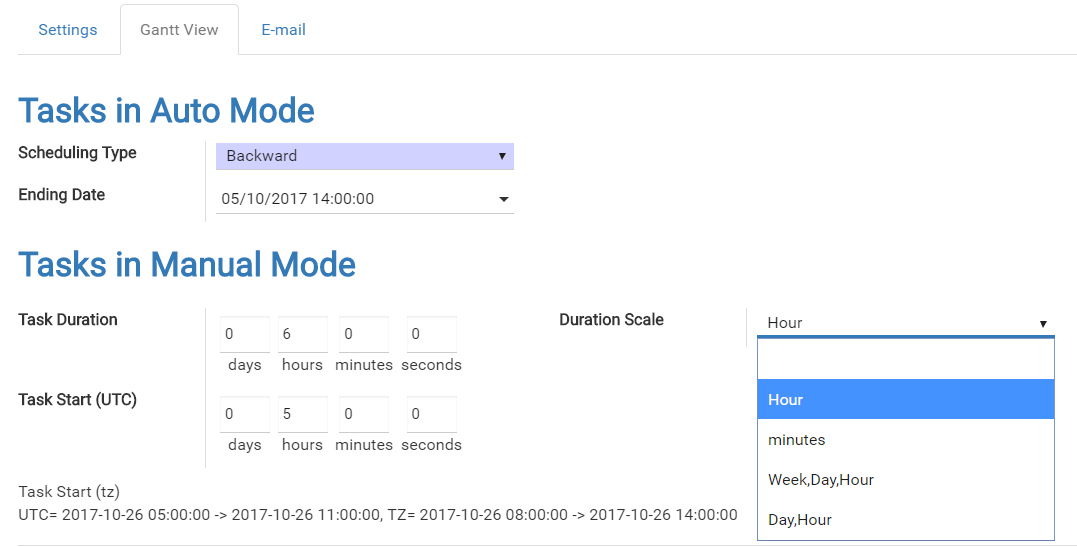 Settings Gantt View E-mail
Tasks in Auto Mode
Scheduling Type Backward
Ending Date 05/10/2017 14:00:00
Tasks in Manual Mode
Task Duration 0 6 0 0 Duration Scale Hour
days hours minutes seconds
Hour
Task Start (UTC) 0 5 0 0
minutes
days hours minutes seconds
Week,Day,Hour
Task Start (tz)
UTC= 2017-10-26 05:00:00 -> 2017-10-26 11:00:00, TZ= 2017-10-26 08:00:00 -> 2017-10-26 14:00:00
Day,Hour